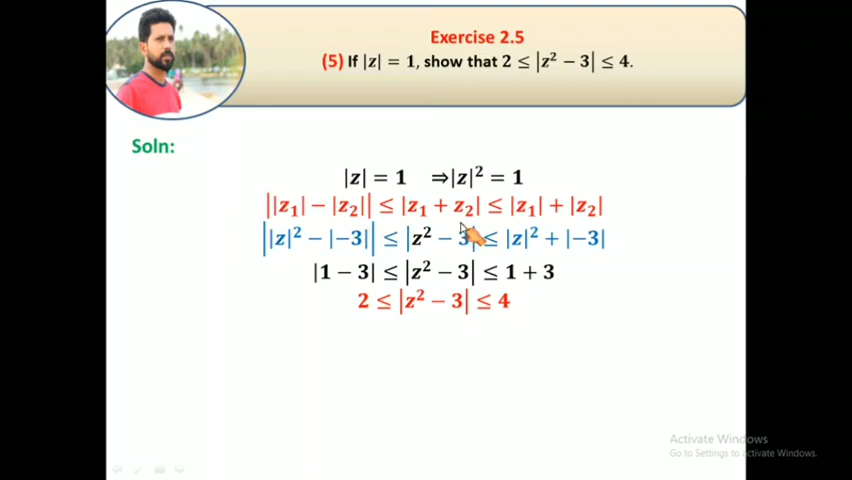 Exercise 2.5
(5) If |z| = 1, show that 2 ≤ |z² − 3| ≤ 4.
Soln:
|z| = 1 ⇒|z|² = 1
||z₁| − |z₂|| ≤ |z₁ + z₂| ≤ |z₁| + |z₂|
||z|² − |−3|| ≤ |z² − 3| ≤ |z|² + |−3|
|1 − 3| ≤ |z² − 3| ≤ 1 + 3
2 ≤ |z² − 3| ≤ 4
Activate Windows
Go to Settings to Activate Windows.